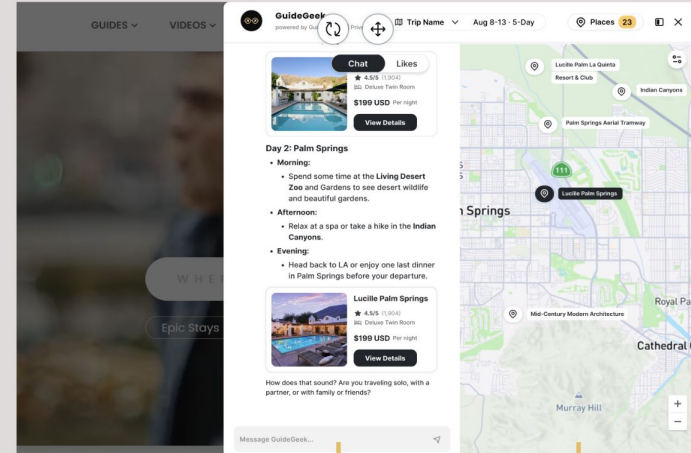 GUIDES
VIDEOS
GuideGeek
powered by
Trip Name
Aug 8-13 · 5-Day
Places 23
Chat
Likes
4.5/5 (1,904)
Deluxe Twin Room
$199 USD Per night
View Details
Day 2: Palm Springs
• Morning:
• Spend some time at the Living Desert
Zoo and Gardens to see desert wildlife
and beautiful gardens.
• Afternoon:
• Relax at a spa or take a hike in the Indian
Canyons.
• Evening:
• Head back to LA or enjoy one last dinner
in Palm Springs before your departure.
Lucille Palm Springs
4.5/5 (1,904)
Deluxe Twin Room
$199 USD Per night
View Details
How does that sound? Are you traveling solo, with a
partner, or with family or friends?
Message GuideGeek...
WHE
Epic Stays
Lucille Palm La Quinta
Resort & Club
Indian Canyons
Palm Springs Aerial Tramway
111
Lucille Palm Springs
Springs
Royal Pa
Mid-Century Modern Architecture
Cathedral
Murray Hill
+
−